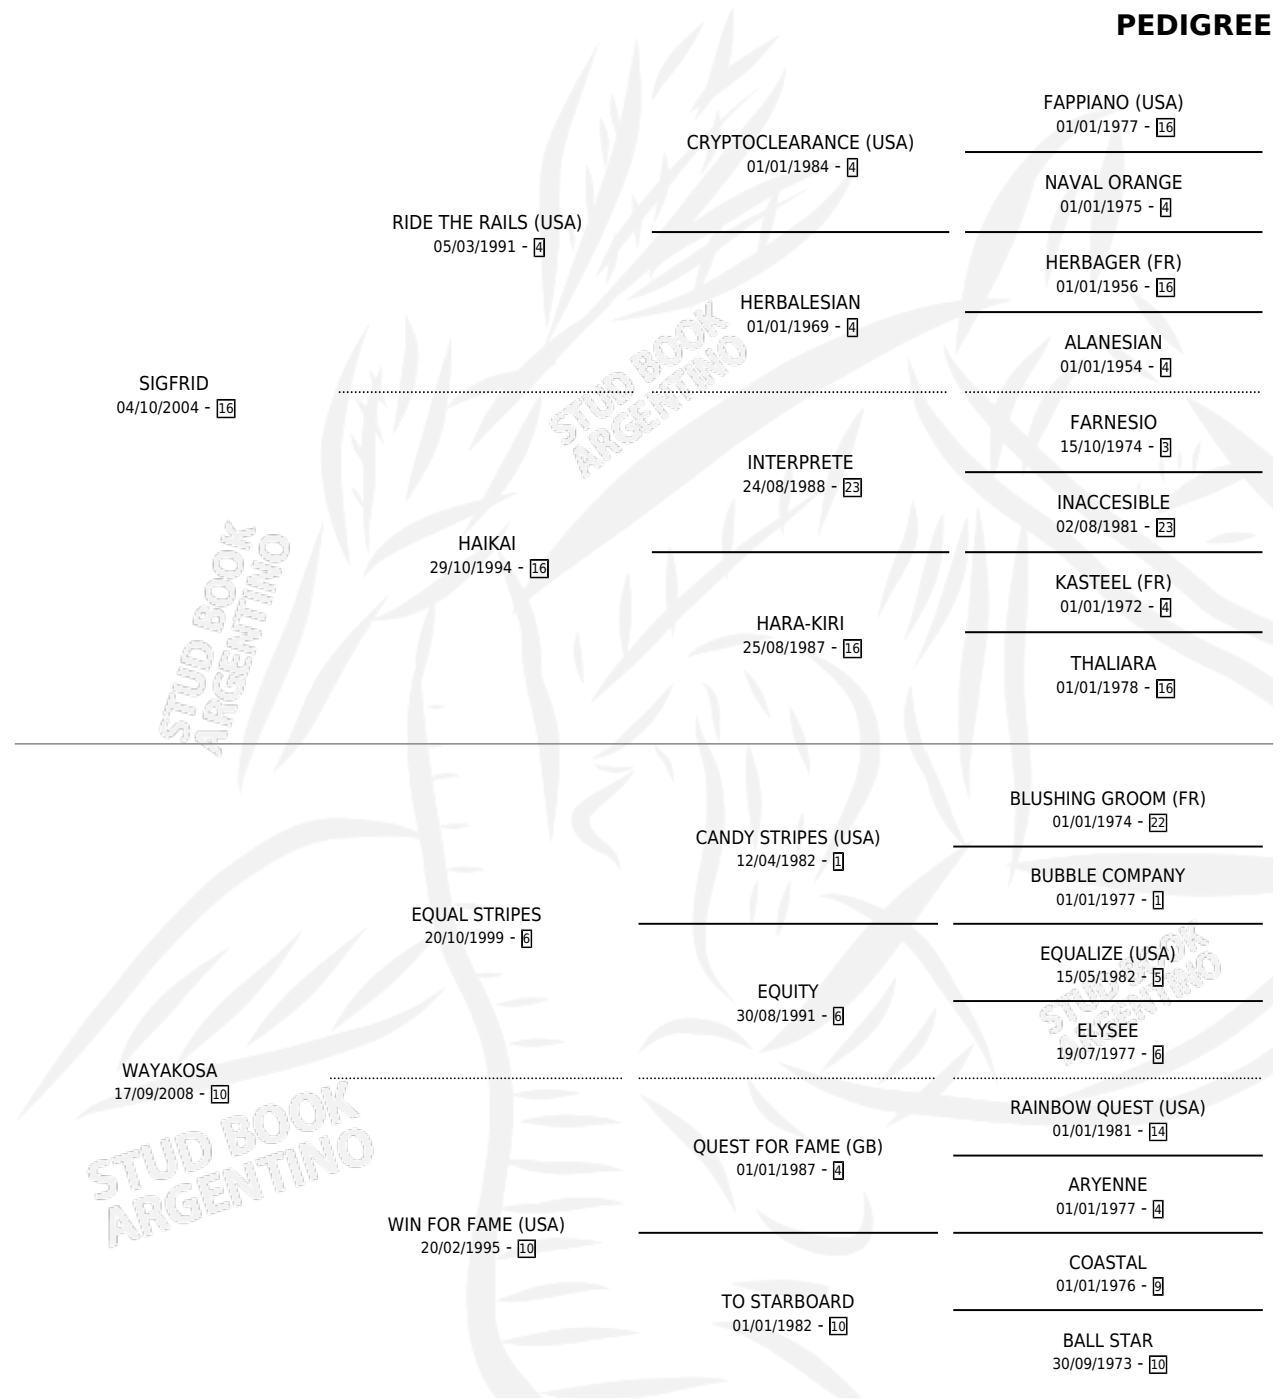 PEDIGREE
FAPPIANO (USA)
01/01/1977 - 16
CRYPTOCLEARANCE (USA)
01/01/1984 - 4
NAVAL ORANGE
01/01/1975 - 4
RIDE THE RAILS (USA)
05/03/1991 - 4
HERBAGER (FR)
01/01/1956 - 16
HERBALESIAN
01/01/1969 - 4
ALANESIAN
01/01/1954 - 4
SIGFRID
04/10/2004 - 16
FARNESIO
15/10/1974 - 3
INTERPRETE
24/08/1988 - 23
INACCESIBLE
02/08/1981 - 23
HAIKAI
29/10/1994 - 16
KASTEEL (FR)
01/01/1972 - 4
HARA-KIRI
25/08/1987 - 16
THALIARA
01/01/1978 - 16
BLUSHING GROOM (FR)
01/01/1974 - 22
CANDY STRIPES (USA)
12/04/1982 - 1
BUBBLE COMPANY
01/01/1977 - 1
EQUAL STRIPES
20/10/1999 - 6
EQUALIZE (USA)
15/05/1982 - 5
EQUITY
30/08/1991 - 6
ELYSEE
19/07/1977 - 6
WAYAKOSA
17/09/2008 - 10
RAINBOW QUEST (USA)
01/01/1981 - 14
QUEST FOR FAME (GB)
01/01/1987 - 4
ARYENNE
01/01/1977 - 4
WIN FOR FAME (USA)
20/02/1995 - 10
COASTAL
01/01/1976 - 9
TO STARBOARD
01/01/1982 - 10
BALL STAR
30/09/1973 - 10
STUD BOOK
ARGENTINO
STUD BOOK
ARGENTINO
STUD BOOK
ARGENTINO
STUD BOOK
ARGENTINO